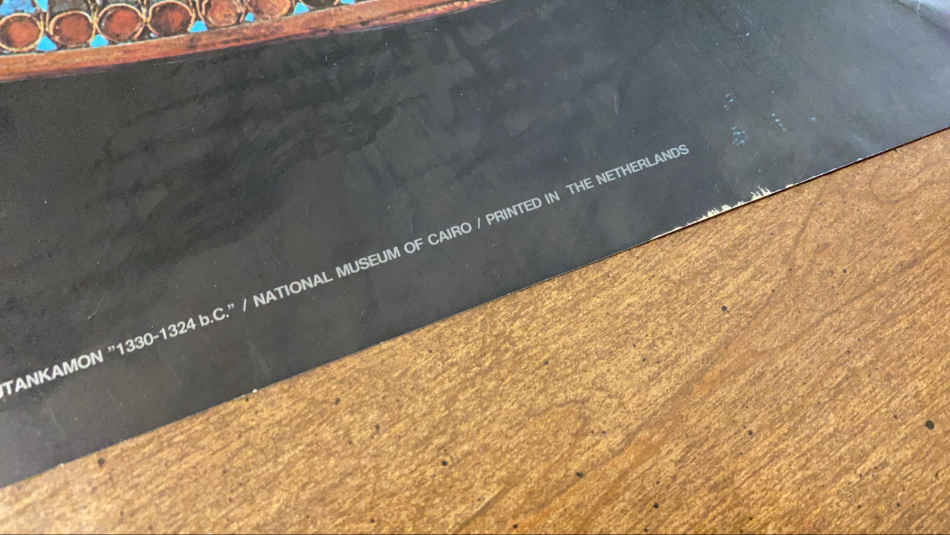 UTANKAMON "1330-1324 b.C." / NATIONAL MUSEUM OF CAIRO / PRINTED IN THE NETHERLANDS